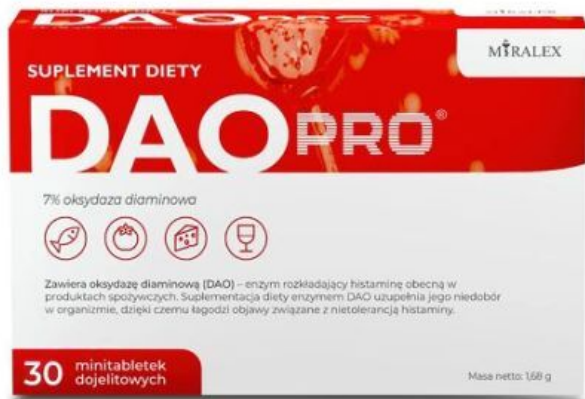 MIRALEX
SUPLEMENT DIETY
DAOPRO®
7% oksydaza diaminowa
Zawiera oksydazę diaminową (DAO) – enzym rozkładający histaminę obecną w
produktach spożywczych. Suplementacja diety enzymem DAO uzupełnia jego niedobór
w organizmie, dzięki czemu łagodzi objawy związane z nietolerancją histaminy.
30 minitabletek
dojelitowych
Masa netto: 1,68 g